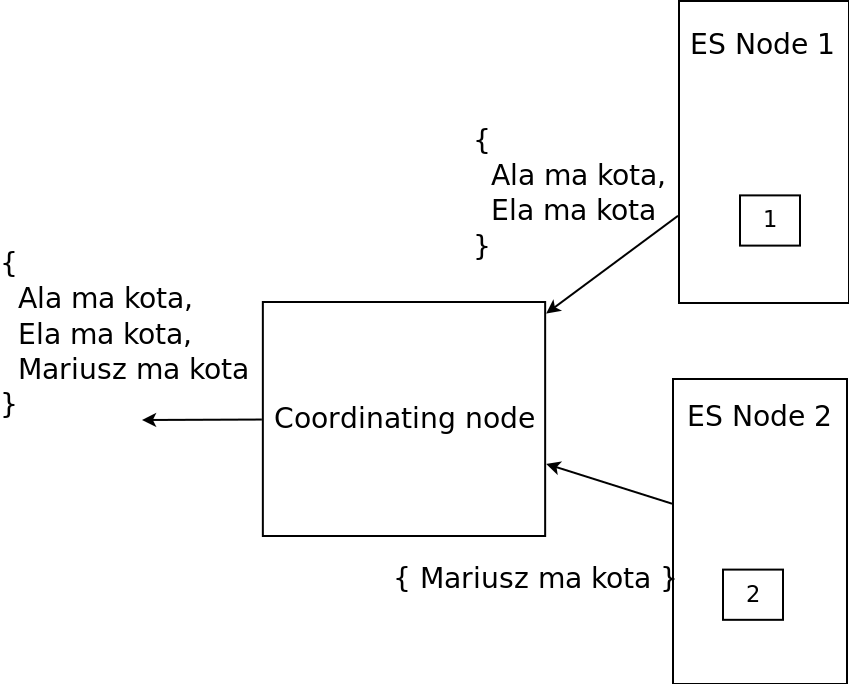 ES Node 1
{
Ala ma kota,
Ela ma kota
}
1
{
Ala ma kota,
Ela ma kota,
Mariusz ma kota
}
Coordinating node
ES Node 2
{ Mariusz ma kota }
2